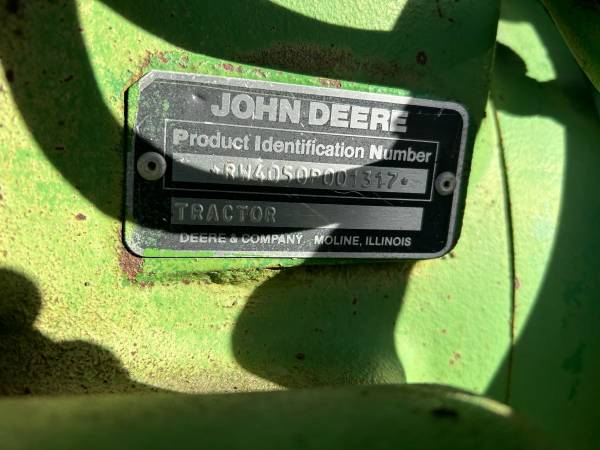 JOHN DEERE
Product Identification Number
*RW4050P001317*
TRACTOR
DEERE & COMPANY MOLINE, ILLINOIS